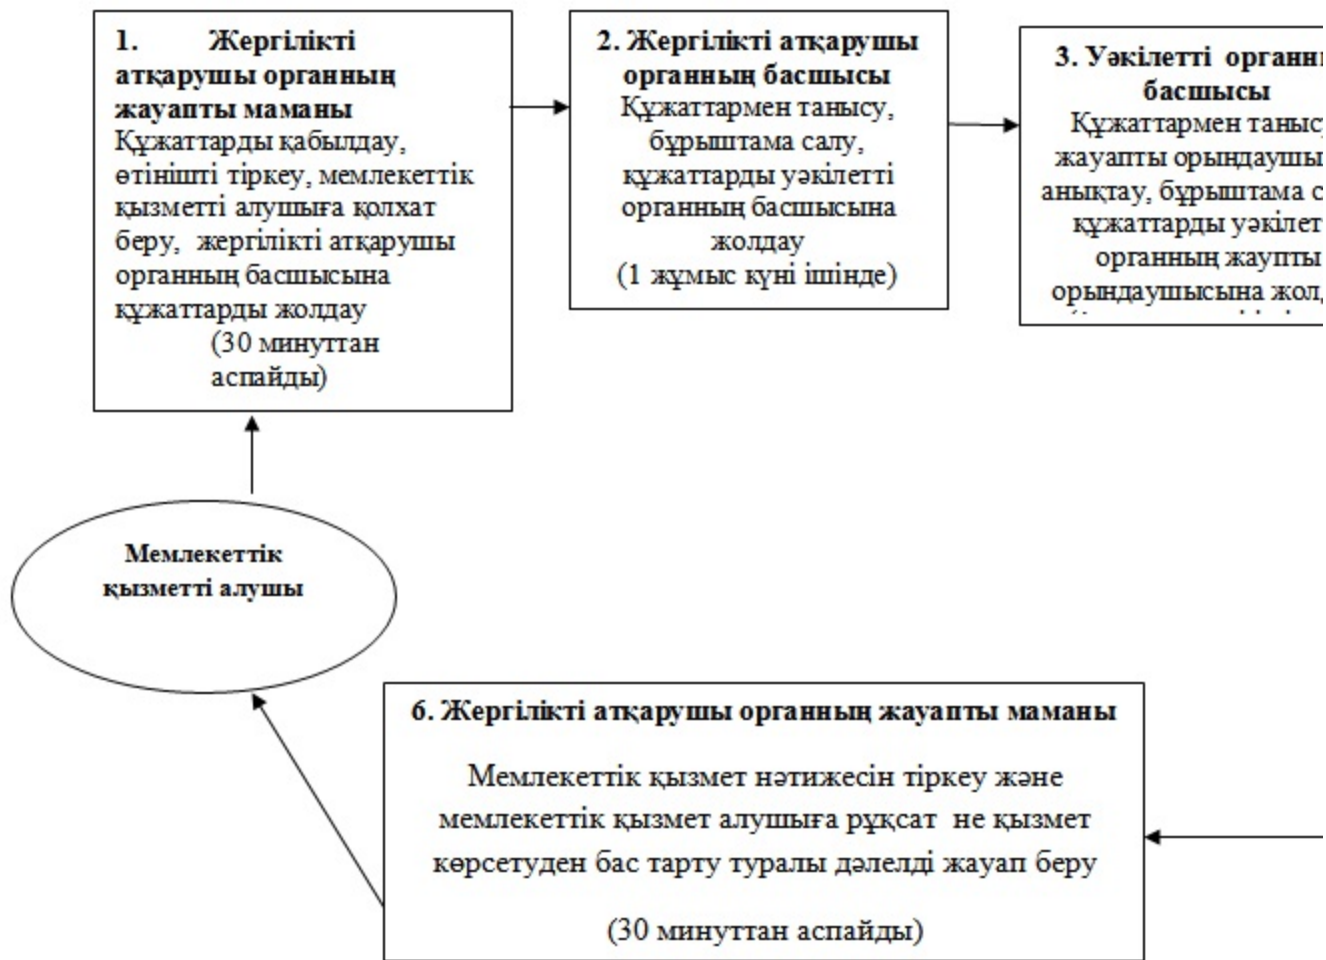 1. Жергілікті
атқарушы органның
жауапты маманы
Құжаттарды қабылдау,
өтінішті тіркеу, мемлекеттік
қызметті алушыға қолхат
беру, жергілікті атқарушы
органның басшысына
құжаттарды жолдау
(30 минуттан
аспайды)
2. Жергілікті атқарушы
органның басшысы
Құжаттармен танысу,
бұрыштама салу,
құжаттарды уәкілетті
органның басшысына
жолдау
(1 жұмыс күні ішінде)
3. Уәкілетті
басшысы
Құжаттармен
жауапты
анықтау, бұрыштама
құжаттарды
органның жаупты
орындаушысына
Мемлекеттік
қызметті алушы
6. Жергілікті атқарушы органның жауапты маманы
Мемлекеттік қызмет нәтижесін тіркеу және
мемлекеттік қызмет алушыға рұқсат не қызмет
көрсетуден бас тарту туралы дәлелді жауап беру
(30 минуттан аспайды)